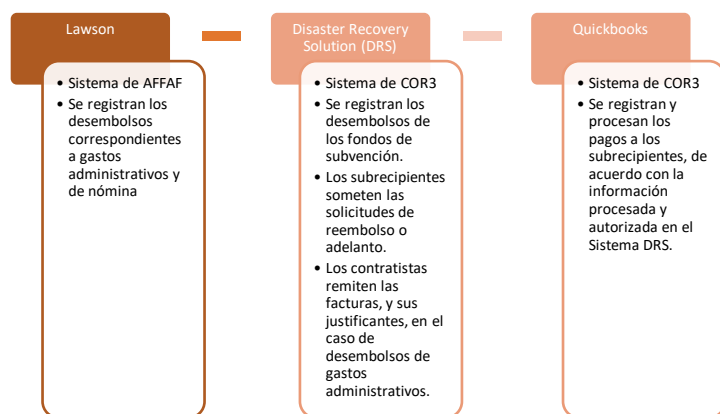 Lawson
• Sistema de AFFAF
• Se registran los
desembolsos
correspondientes
a gastos
administrativos y
de nómina
Disaster Recovery
Solution (DRS)
• Sistema de COR3
• Se registran los
desembolsos de
los fondos de
subvención.
• Los subrecipientes
someten las
solicitudes de
reembolso o
adelanto.
• Los contratistas
remiten las
facturas, y sus
justificantes, en el
caso de
desembolsos de
gastos
administrativos.
Quickbooks
• Sistema de COR3
• Se registran y
procesan los
pagos a los
subrecipientes, de
acuerdo con la
información
procesada y
autorizada en el
Sistema DRS.